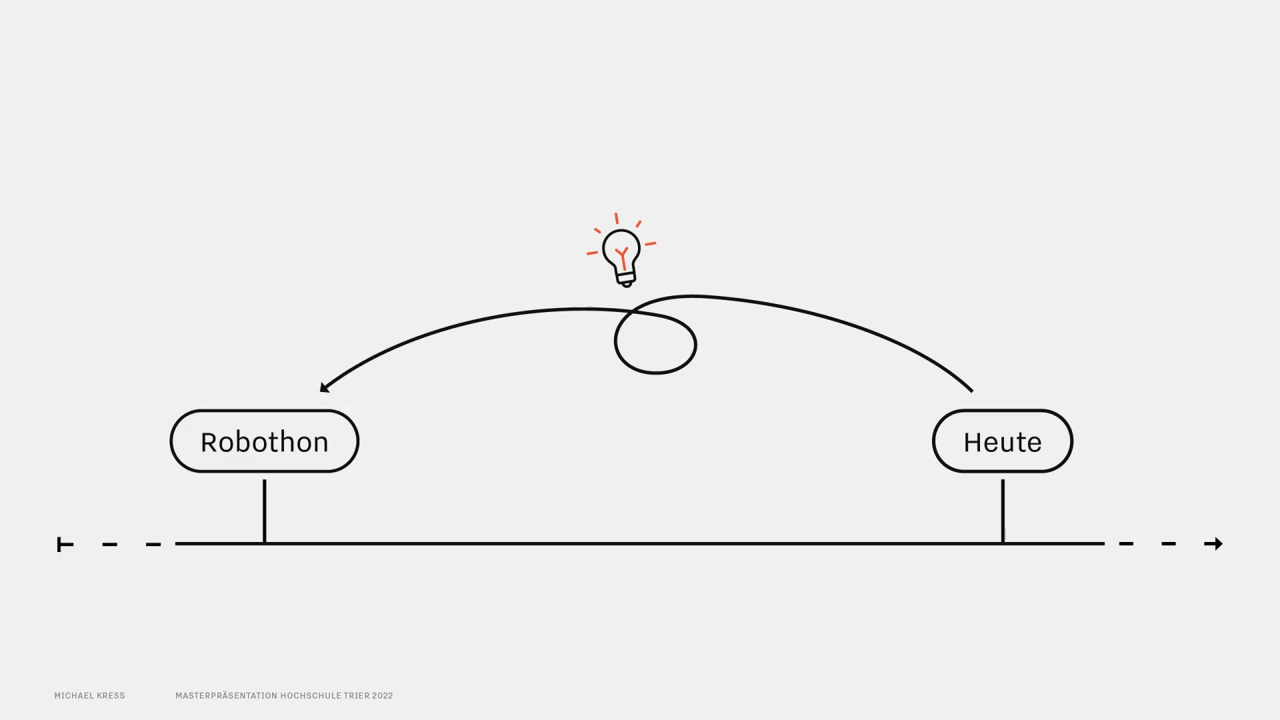 Robothon
Heute
MICHAEL KRESS
MASTERPRÄSENTATION HOCHSCHULE TRIER 2022